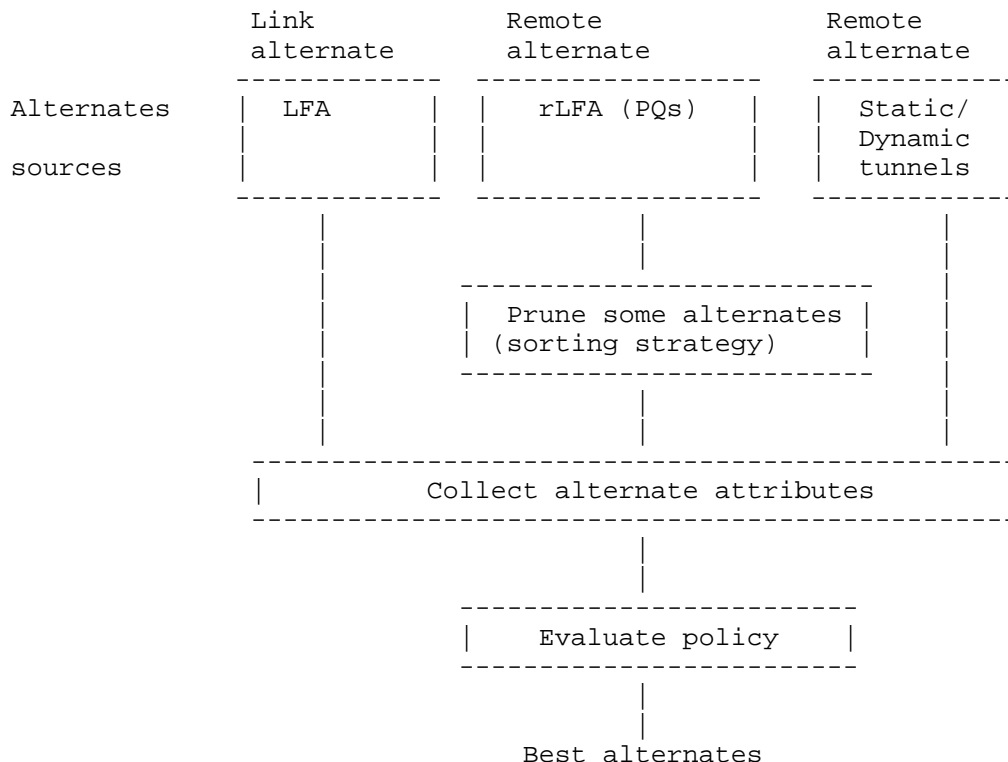 Link Remote Remote
alternate alternate alternate
Alternates LFA rLFA (PQs) Static/
Dynamic
sources tunnels
Prune some alternates
(sorting strategy)
Collect alternate attributes
Evaluate policy
Best alternates